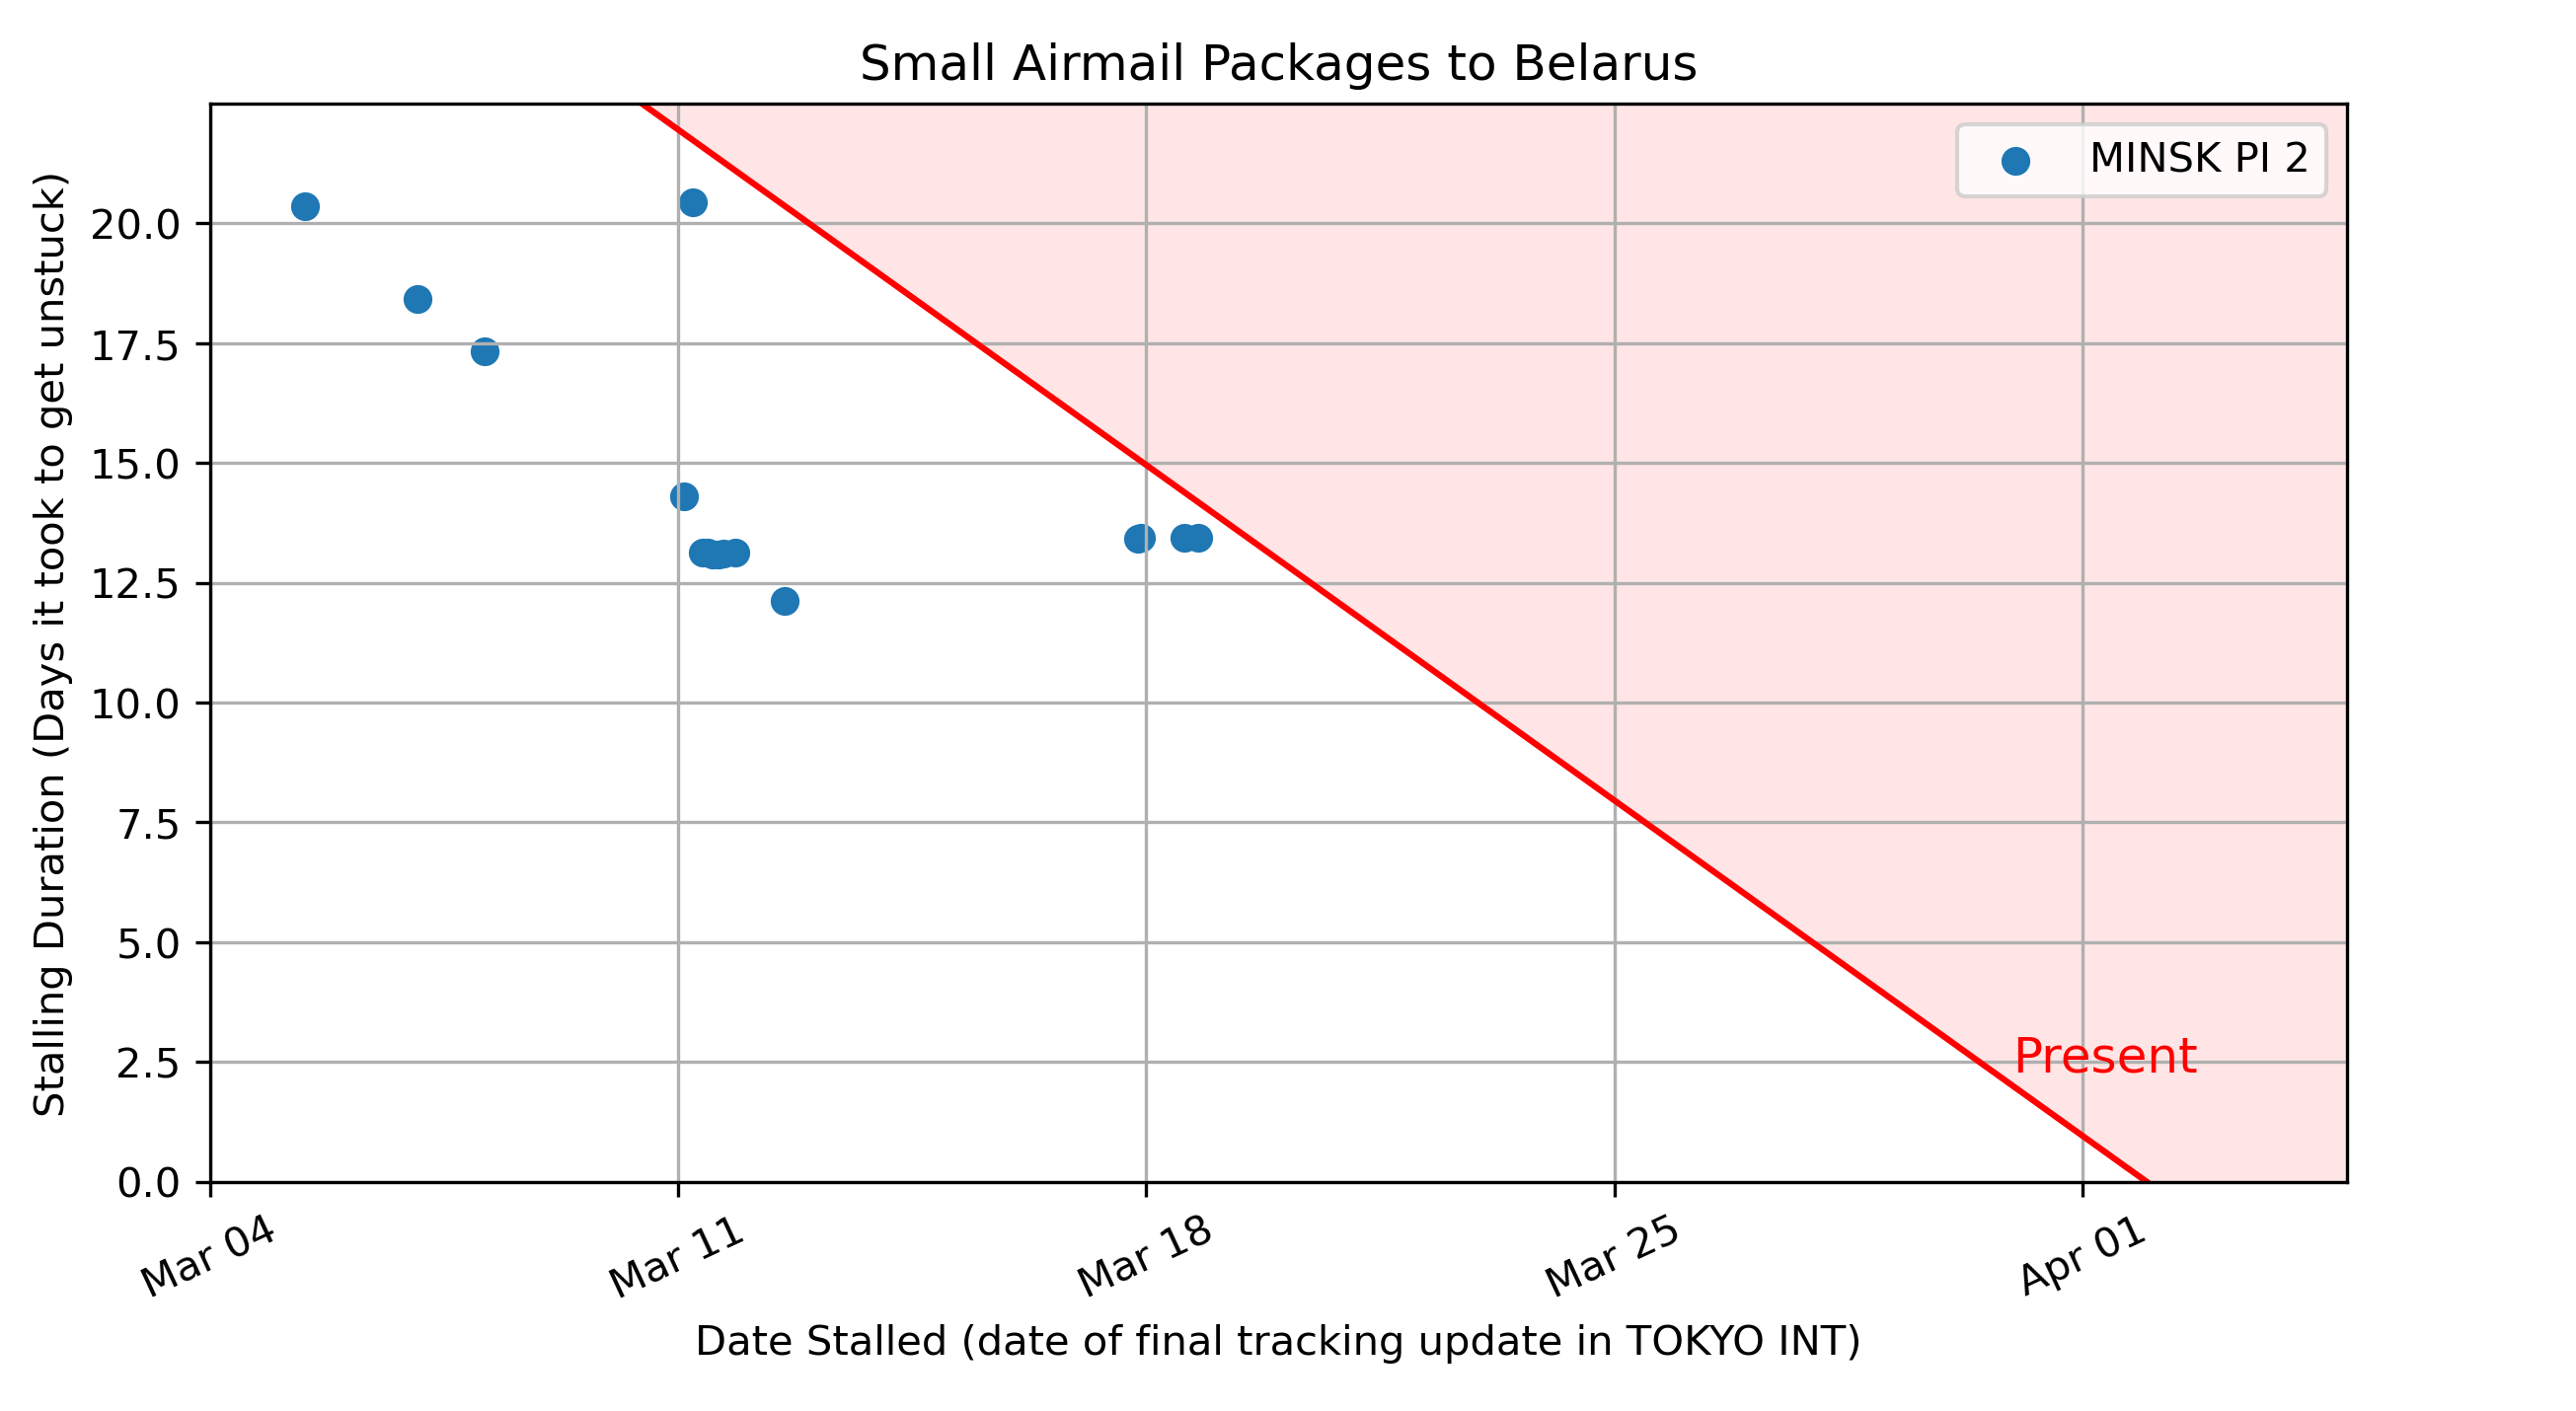 Small Airmail Packages to Belarus
MINSK PI 2
Stalling Duration (Days it took to get unstuck)
20.0
17.5
15.0
12.5
10.0
7.5
5.0
2.5
0.0
Present
Mar 04
Mar 11
Mar 18
Mar 25
Apr 01
Date Stalled (date of final tracking update in TOKYO INT)